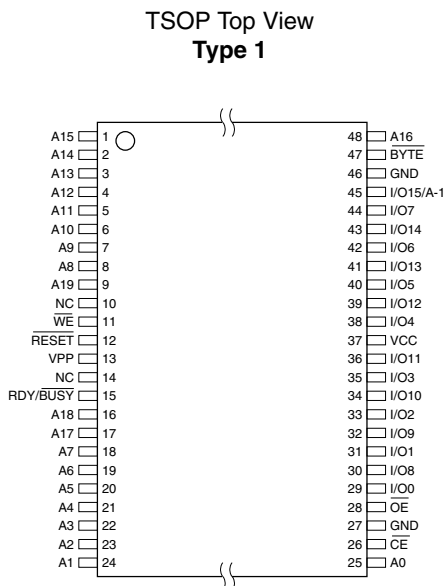 TSOP Top View
Type 1
A15 1 48 A16
A14 2 47 BYTE
A13 3 46 GND
A12 4 45 I/O15/A-1
A11 5 44 I/O7
A10 6 43 I/O14
A9 7 42 I/O6
A8 8 41 I/O13
A19 9 40 I/O5
NC 10 39 I/O12
WE 11 38 I/O4
RESET 12 37 VCC
VPP 13 36 I/O11
NC 14 35 I/O3
RDY/BUSY 15 34 I/O10
A18 16 33 I/O2
A17 17 32 I/O9
A7 18 31 I/O1
A6 19 30 I/O8
A5 20 29 I/O0
A4 21 28 OE
A3 22 27 GND
A2 23 26 CE
A1 24 25 A0